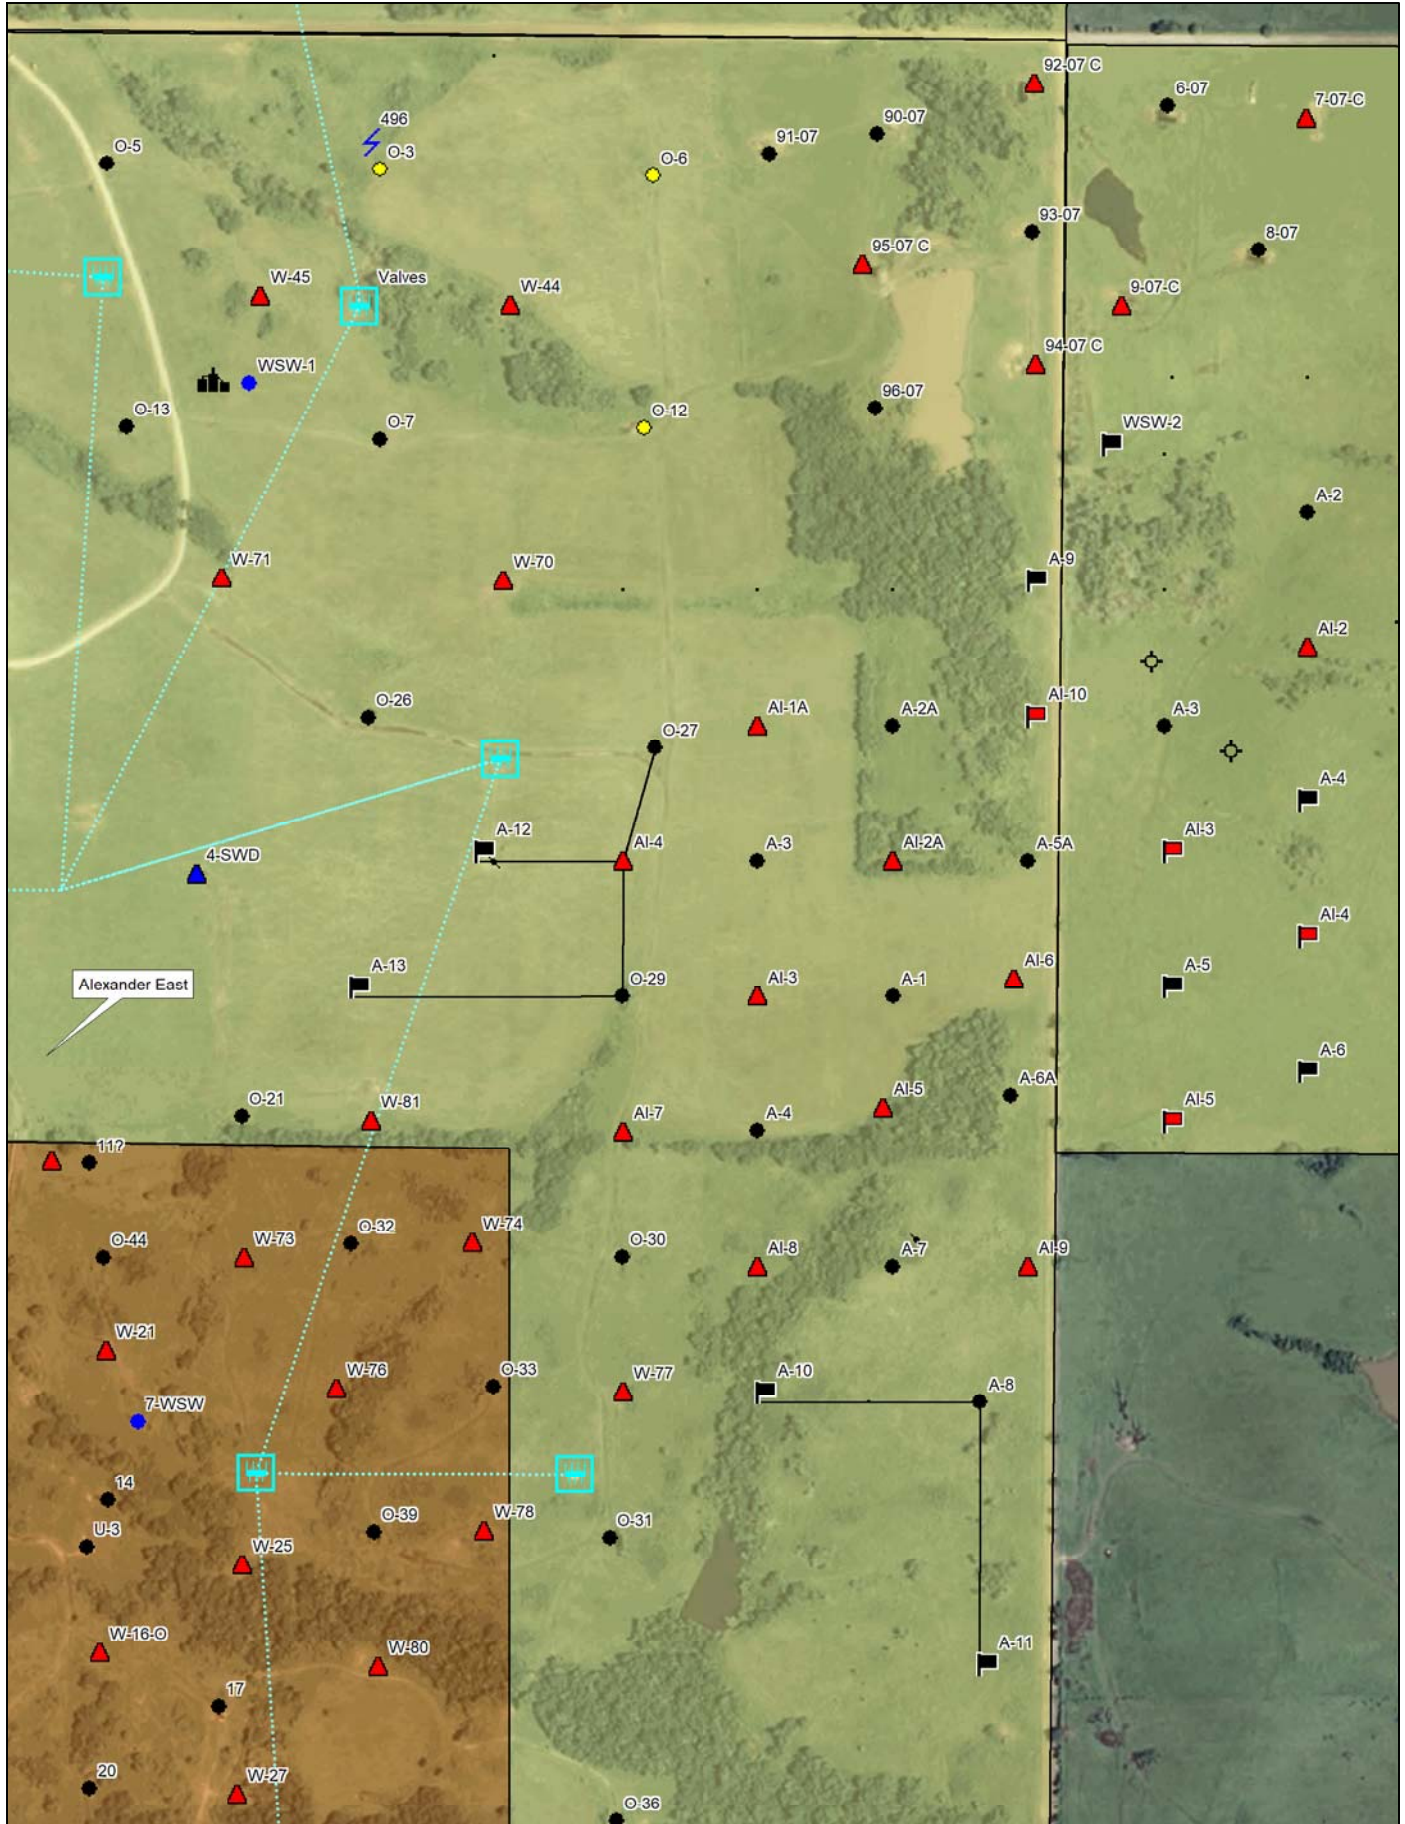 92-07 C
6-07
7-07-C
496
90-07
91-07
O-5
O-3
O-6
93-07
8-07
95-07 C
W-45
Valves
W-44
9-07-C
94-07 C
WSW-1
96-07
O-13
O-7
O-12
WSW-2
A-2
W-71
W-70
A-9
AI-2
O-26
AI-1A
A-2A
AI-10
A-3
O-27
A-4
A-12
AI-4
A-3
AI-2A
A-5A
AI-3
4-SWD
AI-4
A-13
AI-6
A-5
Alexander East
O-29
AI-3
A-1
A-6
O-21
W-81
AI-7
A-4
AI-5
A-6A
AI-5
11?
O-44
W-73
O-32
W-74
O-30
AI-8
A-7
AI-9
W-21
W-76
O-33
W-77
A-10
A-8
7-WSW
14
U-3
O-39
W-78
O-31
W-25
W-16-O
W-80
A-11
17
20
W-27
O-36